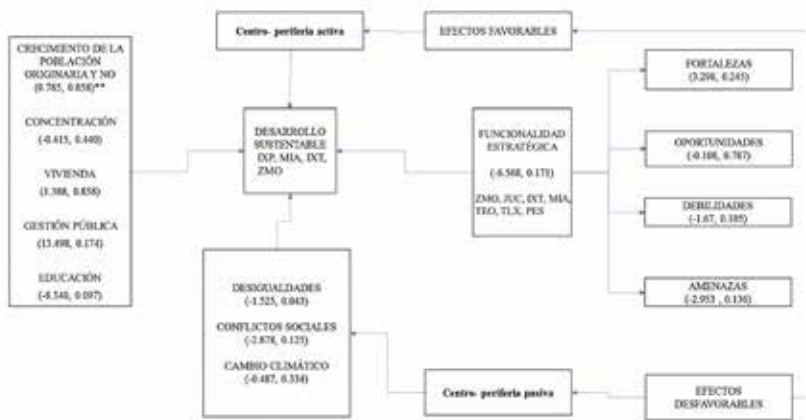 CRECIMIENTO DE LA
POBLACIÓN
ORIGINARIA Y NO
(0.765, 0.858)**
CONCENTRACIÓN
(-0.415, 0.440)
VIVIENDA
(3.388, 0.858)
GESTIÓN PÚBLICA
(13.498, 0.174)
EDUCACIÓN
(-8.540, 0.097)
Centro- periferia activa
EFECTOS FAVORABLES
DESARROLLO
SUSTENTABLE
IXP, MIA, IXT,
ZMO
FUNCIONALIDAD
ESTRATÉGICA
(-6.568, 0.171)
ZMO, JUC, IXT, MIA,
TEO, TLX, PES
FORTALEZAS
(3.298, 0.245)
OPORTUNIDADES
(-0.108, 0.787)
DEBILIDADES
(-1.67, 0.105)
AMENAZAS
(-2.953 , 0.136)
DESIGUALDADES
(-1.525, 0.043)
CONFLICTOS SOCIALES
(-2.878, 0.125)
CAMBIO CLIMÁTICO
(-0.487, 0.334)
Centro- periferia pasiva
EFECTOS
DESFAVORABLES